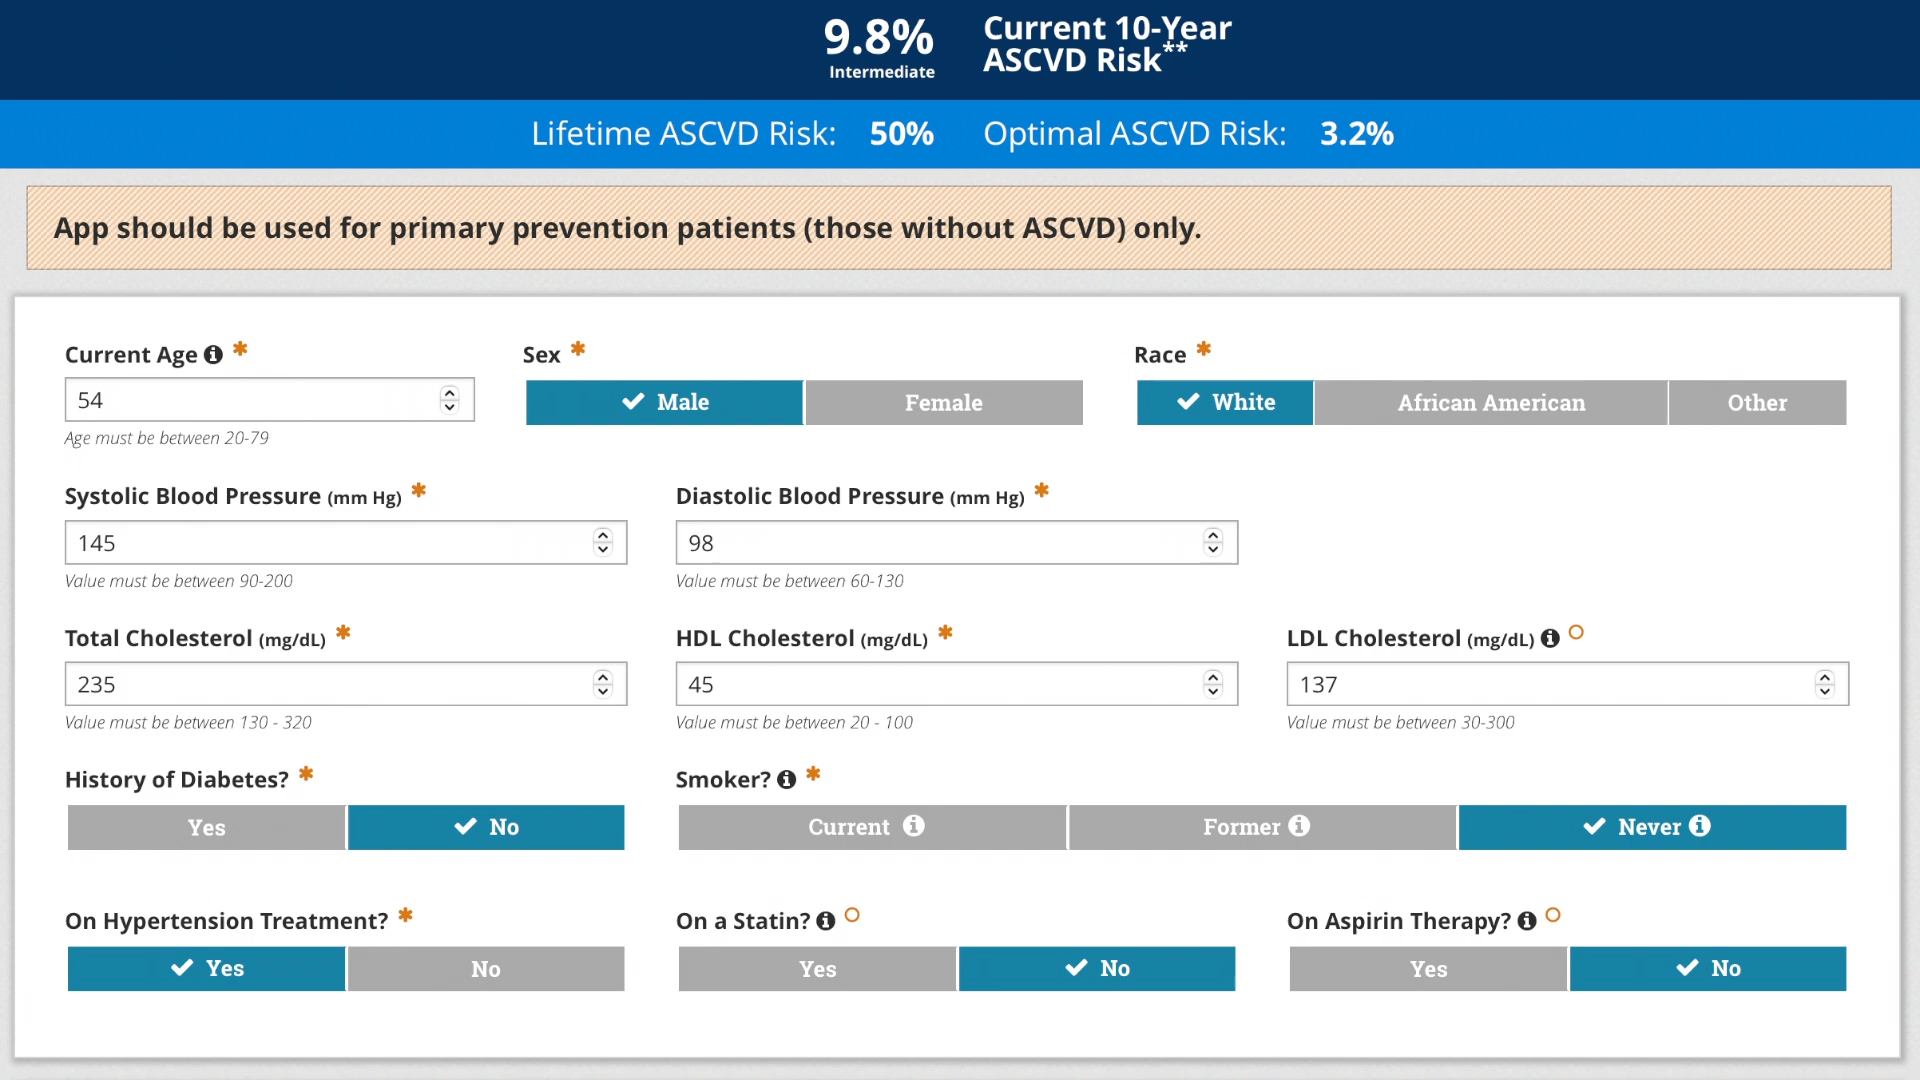 9.8%
Intermediate
Current 10-Year
ASCVD Risk**
Lifetime ASCVD Risk: 50% Optimal ASCVD Risk: 3.2%
App should be used for primary prevention patients (those without ASCVD) only.
Current Age * Sex * Race *
54 Male Female White African American Other
Age must be between 20-79
Systolic Blood Pressure (mm Hg) * Diastolic Blood Pressure (mm Hg) *
145 98
Value must be between 90-200 Value must be between 60-130
Total Cholesterol (mg/dL) * HDL Cholesterol (mg/dL) * LDL Cholesterol (mg/dL)
235 45 137
Value must be between 130 - 320 Value must be between 20 - 100 Value must be between 30-300
History of Diabetes? * Smoker? *
Yes No Current Former Never
On Hypertension Treatment? * On a Statin? On Aspirin Therapy?
Yes No Yes No Yes No